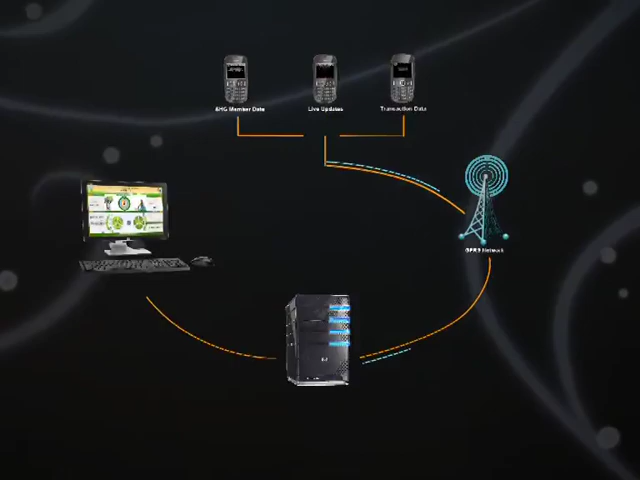 SHG Member Data
Live Updates
Transaction Data
GPRS Network